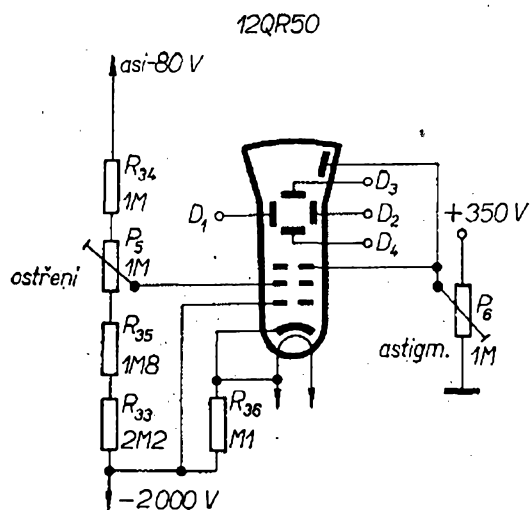 12QR50
asi-80 V
R34
1M
P5
1M
ostření
R35
1M8
R33
2M2
-2000 V
D1
D3
D2
D4
R36
M1
+350V
P6
1M
astigm.